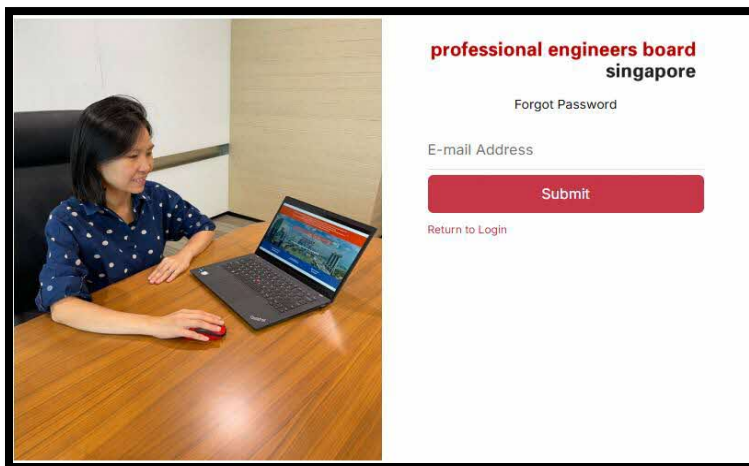 professional engineers board
singapore
Forgot Password
E-mail Address
Submit
Return to Login